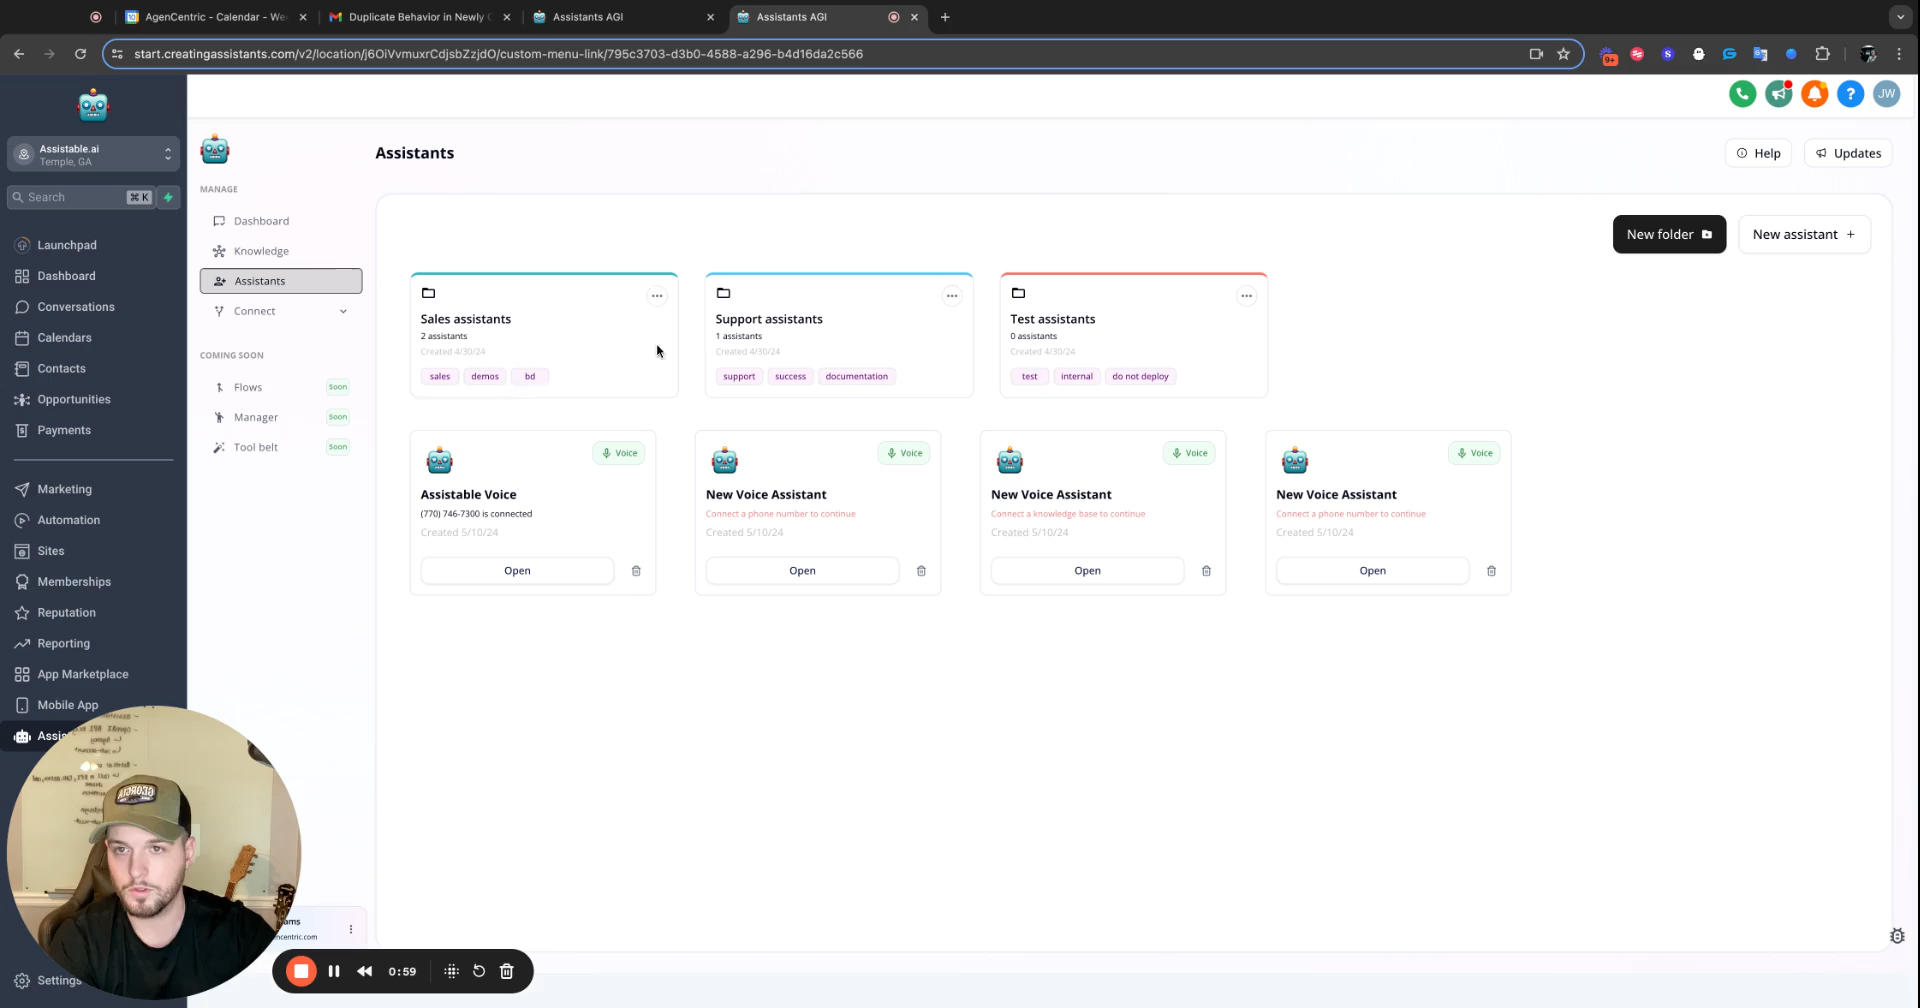 AgenCentric - Calendar - We
Duplicate Behavior in Newly C
Assistants AGI
Assistants AGI
start.creatingassistants.com/v2/location/j6OiVvmuxrCdjsbZzjdO/custom-menu-link/795c3703-d3b0-4588-a296-b4d16da2c566
9+
S
Assistable.ai
Temple, GA
Search
⌘ K
JW
Launchpad
Dashboard
Conversations
Calendars
Contacts
Opportunities
Payments
Marketing
Automation
Sites
Memberships
Reputation
Reporting
App Marketplace
Mobile App
Assis
Settings
MANAGE
Dashboard
Knowledge
Assistants
Connect
COMING SOON
Flows
Soon
Manager
Soon
Tool belt
Soon
Assistants
Help
Updates
New folder
New assistant +
Sales assistants
2 assistants
Created 4/30/24
sales demos bd
Support assistants
1 assistants
Created 4/30/24
support success documentation
Test assistants
0 assistants
Created 4/30/24
test internal do not deploy
Voice
Assistable Voice
(770) 746-7300 is connected
Created 5/10/24
Open
Voice
New Voice Assistant
Connect a phone number to continue
Created 5/10/24
Open
Voice
New Voice Assistant
Connect a knowledge base to continue
Created 5/10/24
Open
Voice
New Voice Assistant
Connect a phone number to continue
Created 5/10/24
Open
ams
ncentric.com
GEORGIA
0:59